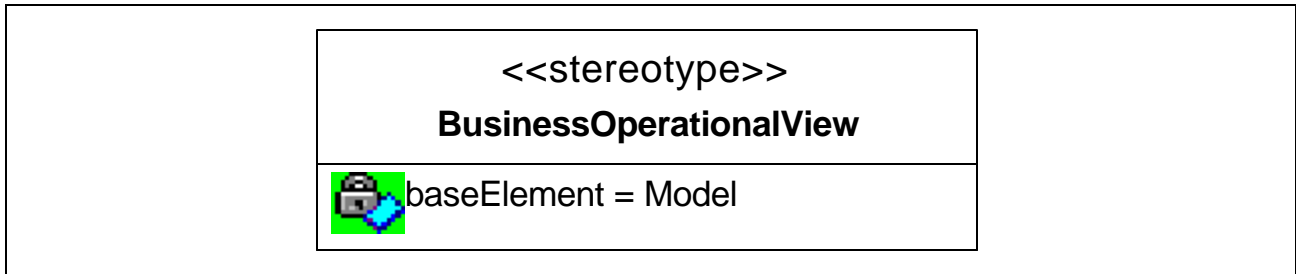 <<stereotype>>
BusinessOperationalView
baseElement = Model